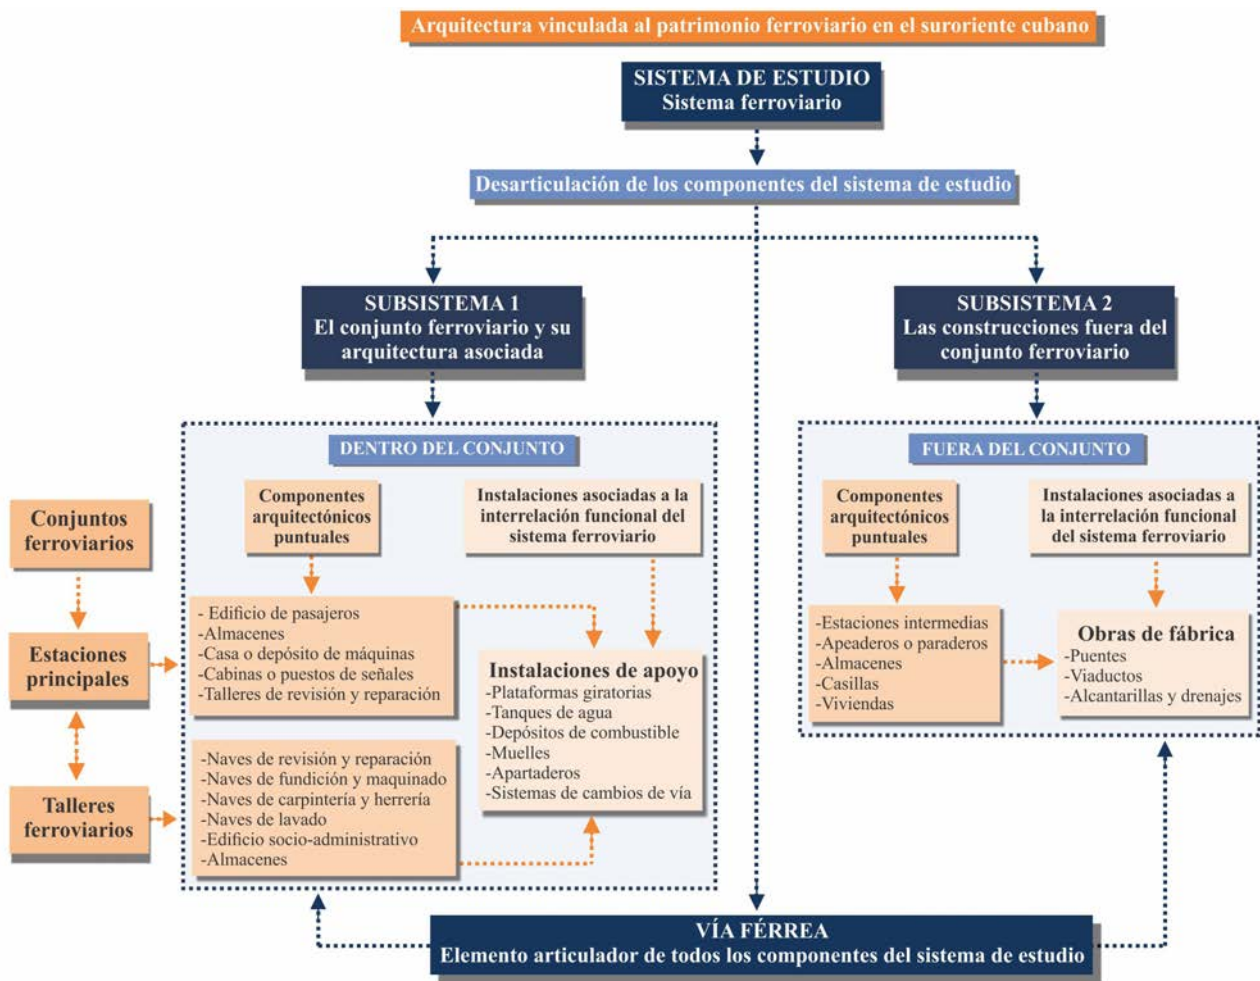 Arquitectura vinculada al patrimonio ferroviario en el suroriente cubano
SISTEMA DE ESTUDIO
Sistema ferroviario
Desarticulación de los componentes del sistema de estudio
SUBSISTEMA 1
El conjunto ferroviario y su
arquitectura asociada
SUBSISTEMA 2
Las construcciones fuera del
conjunto ferroviario
Conjuntos
ferroviarios
Estaciones
principales
Talleres
ferroviarios
DENTRO DEL CONJUNTO
Componentes
arquitectónicos
puntuales
Instalaciones asociadas a la
interrelación funcional del
sistema ferroviario
- Edificio de pasajeros
-Almacenes
-Casa o depósito de máquinas
-Cabinas o puestos de señales
-Talleres de revisión y reparación
-Naves de revisión y reparación
-Naves de fundición y maquinado
-Naves de carpintería y herrería
-Naves de lavado
-Edificio socio-administrativo
-Almacenes
Instalaciones de apoyo
-Plataformas giratorias
-Tanques de agua
-Depósitos de combustible
-Muelles
-Apartaderos
-Sistemas de cambios de vía
FUERA DEL CONJUNTO
Componentes
arquitectónicos
puntuales
Instalaciones asociadas a
la interrelación funcional
del sistema ferroviario
-Estaciones intermedias
-Apeaderos o paraderos
-Almacenes
-Casillas
-Viviendas
Obras de fábrica
-Puentes
-Viaductos
-Alcantarillas y drenajes
VÍA FÉRREA
Elemento articulador de todos los componentes del sistema de estudio